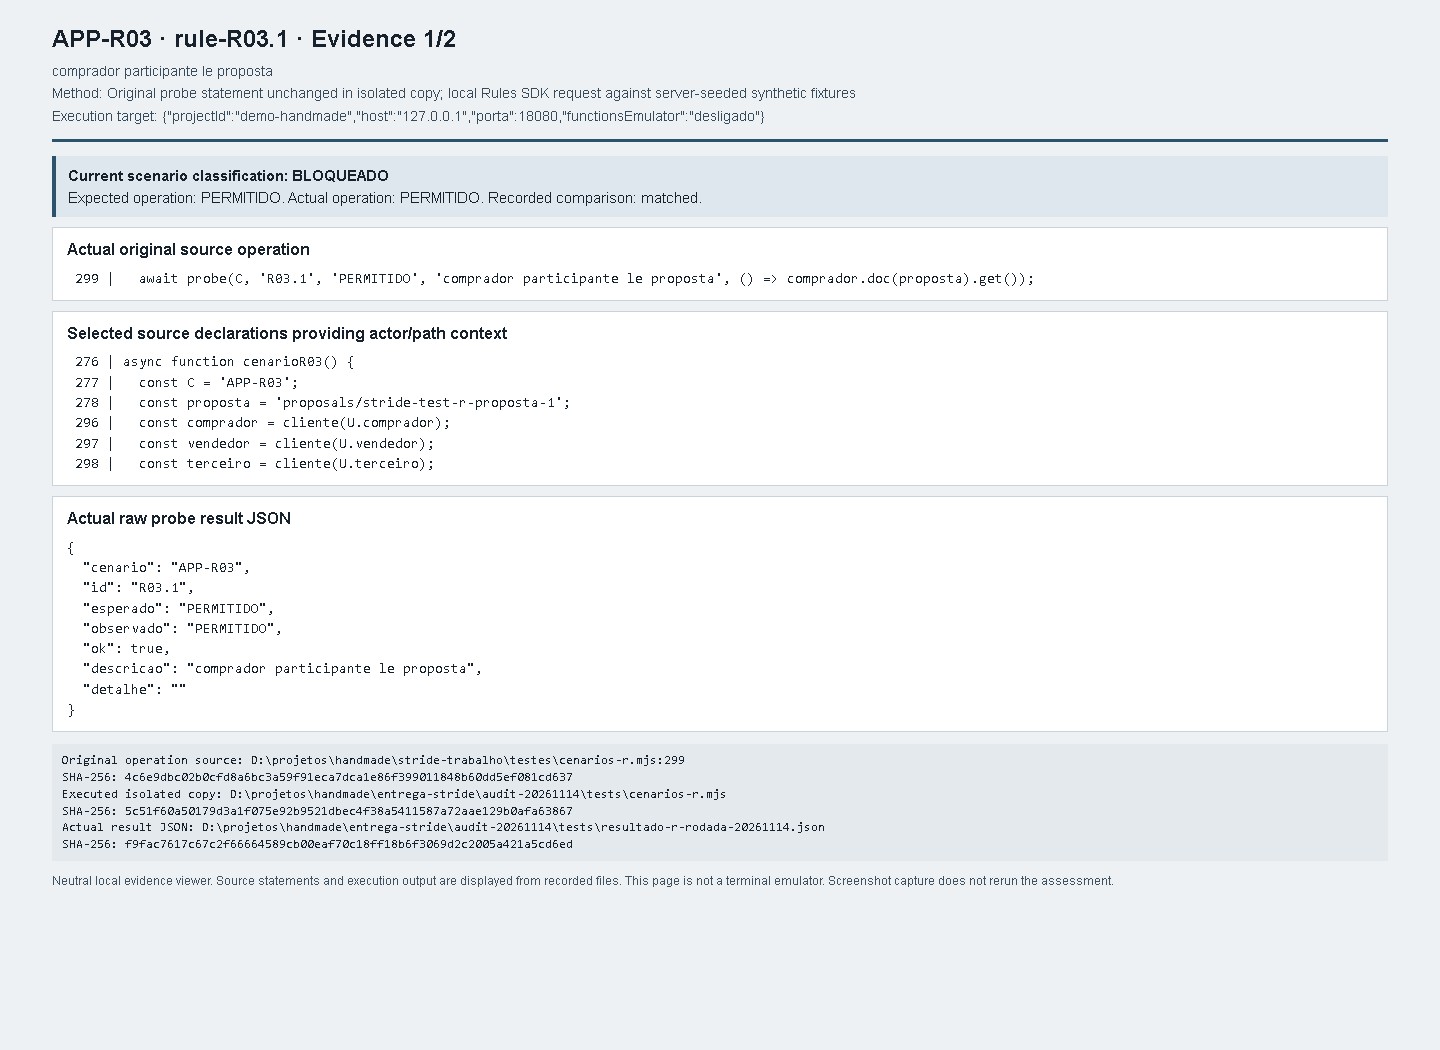 APP-R03 · rule-R03.1 · Evidence 1/2
comprador participante le proposta
Method: Original probe statement unchanged in isolated copy; local Rules SDK request against server-seeded synthetic fixtures
Execution target: {"projectId":"demo-handmade","host":"127.0.0.1","porta":18080,"functionsEmulator":"desligado"}
Current scenario classification: BLOQUEADO
Expected operation: PERMITIDO. Actual operation: PERMITIDO. Recorded comparison: matched.
Actual original source operation
299 |   await probe(C, 'R03.1', 'PERMITIDO', 'comprador participante le proposta', () => comprador.doc(proposta).get());
Selected source declarations providing actor/path context
276 | async function cenarioR03() {
277 |   const C = 'APP-R03';
278 |   const proposta = 'proposals/stride-test-r-proposta-1';
296 |   const comprador = cliente(U.comprador);
297 |   const vendedor = cliente(U.vendedor);
298 |   const terceiro = cliente(U.terceiro);
Actual raw probe result JSON
{
  "cenario": "APP-R03",
  "id": "R03.1",
  "esperado": "PERMITIDO",
  "observado": "PERMITIDO",
  "ok": true,
  "descricao": "comprador participante le proposta",
  "detalhe": ""
}
Original operation source: D:\projetos\handmade\stride-trabalho\testes\cenarios-r.mjs:299
SHA-256: 4c6e9dbc02b0cfd8a6bc3a59f91eca7dca1e86f399011848b60dd5ef081cd637
Executed isolated copy: D:\projetos\handmade\entrega-stride\audit-20261114\tests\cenarios-r.mjs
SHA-256: 5c51f60a50179d3a1f075e92b9521dbec4f38a5411587a72aae129b0afa63867
Actual result JSON: D:\projetos\handmade\entrega-stride\audit-20261114\tests\resultado-r-rodada-20261114.json
SHA-256: f9fac7617c67c2f66664589cb00eaf70c18ff18b6f3069d2c2005a421a5cd6ed
Neutral local evidence viewer. Source statements and execution output are displayed from recorded files. This page is not a terminal emulator. Screenshot capture does not rerun the assessment.